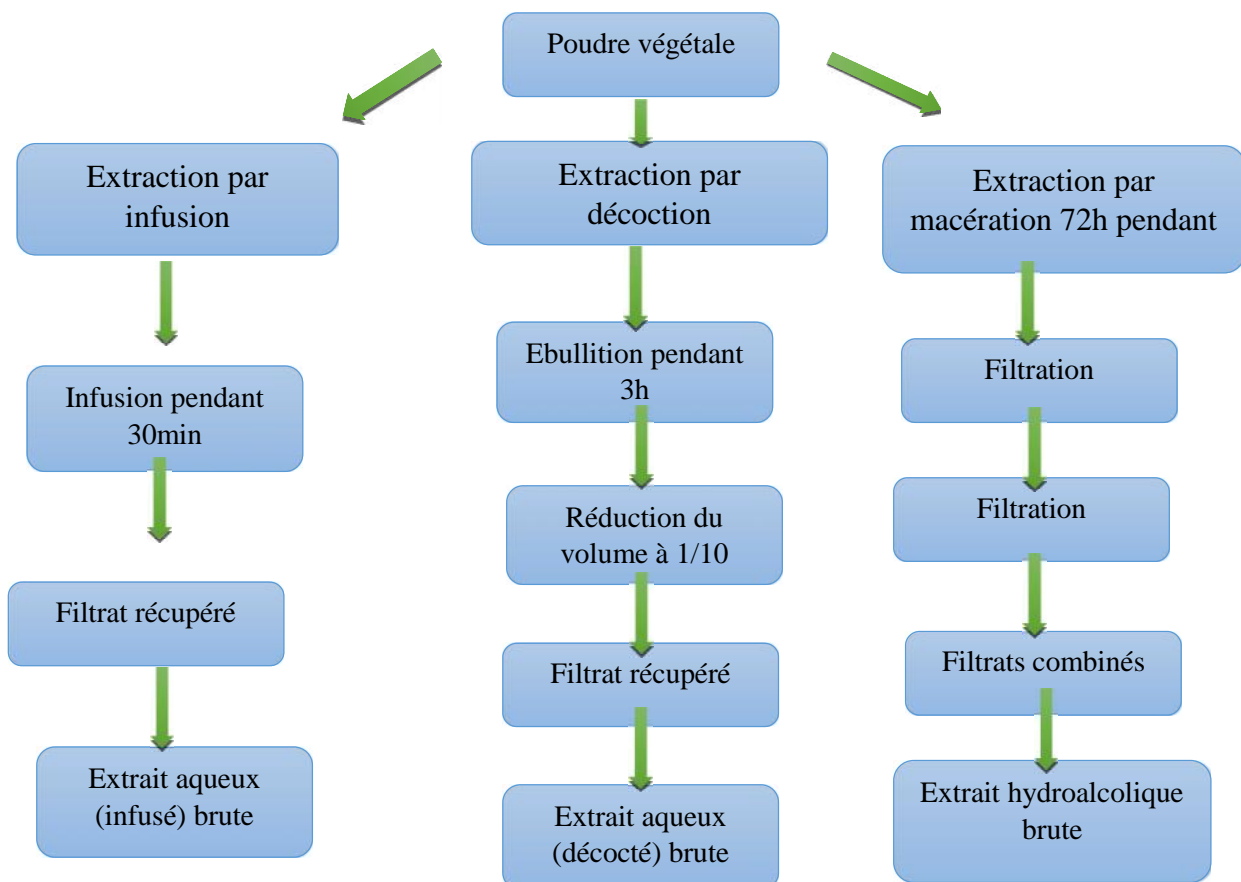 Poudre végétale
Extraction par
infusion
Infusion pendant
30min
Filtrat récupéré
Extrait aqueux
(infusé) brute
Extraction par
décoction
Ebullition pendant
3h
Réduction du
volume à 1/10
Filtrat récupéré
Extrait aqueux
(décocté) brute
Extraction par
macération 72h pendant
Filtration
Filtration
Filtrats combinés
Extrait hydroalcolique
brute